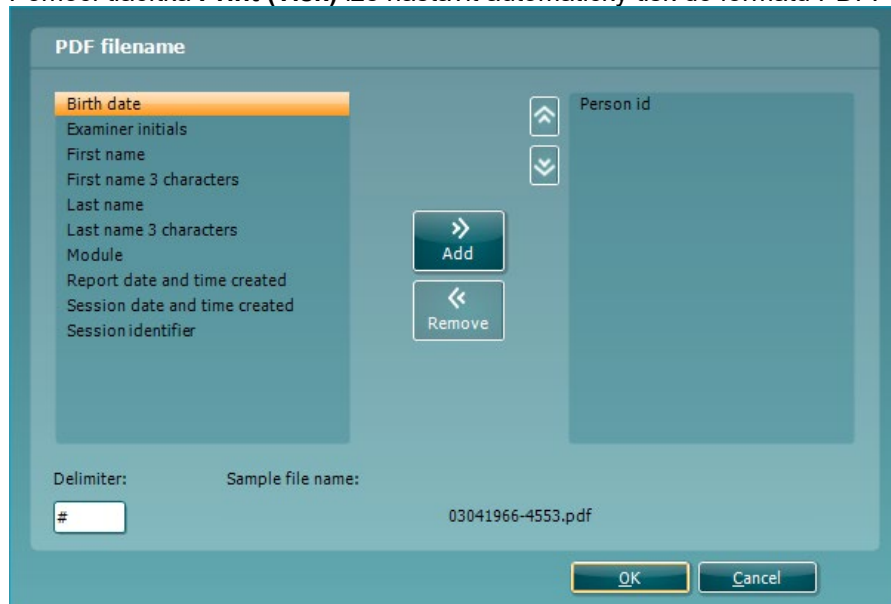 PDF filename
Birth date
Examiner initials
First name
First name 3 characters
Last name
Last name 3 characters
Module
Report date and time created
Session date and time created
Session identifier
Add
Remove
Person id
Delimiter:
Sample file name:
#
03041966-4553.pdf
OK
Cancel